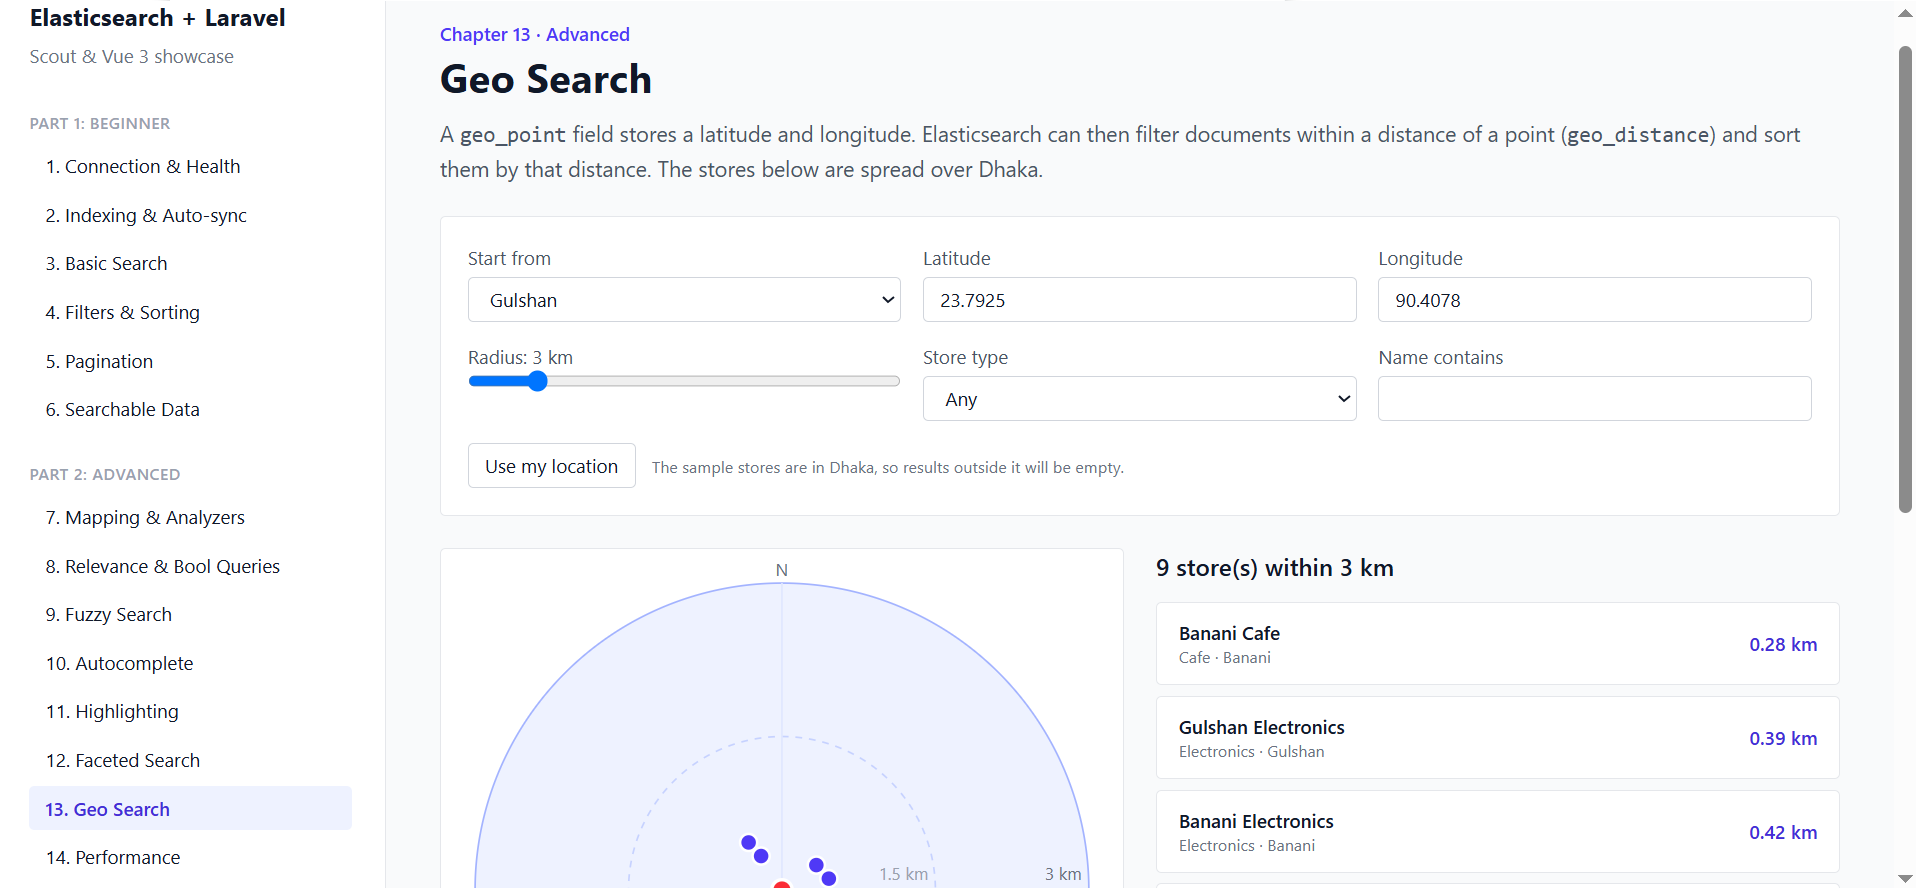 Elasticsearch + Laravel
Scout & Vue 3 showcase
PART 1: BEGINNER
1. Connection & Health
2. Indexing & Auto-sync
3. Basic Search
4. Filters & Sorting
5. Pagination
6. Searchable Data
PART 2: ADVANCED
7. Mapping & Analyzers
8. Relevance & Bool Queries
9. Fuzzy Search
10. Autocomplete
11. Highlighting
12. Faceted Search
13. Geo Search
14. Performance
Chapter 13 · Advanced
Geo Search
A geo_point field stores a latitude and longitude. Elasticsearch can then filter documents within a distance of a point (geo_distance) and sort
them by that distance. The stores below are spread over Dhaka.
Start from
Gulshan
Latitude
23.7925
Longitude
90.4078
Radius: 3 km
Store type
Any
Name contains
Use my location
The sample stores are in Dhaka, so results outside it will be empty.
N
1.5 km
3 km
9 store(s) within 3 km
Banani Cafe
Cafe · Banani
0.28 km
Gulshan Electronics
Electronics · Gulshan
0.39 km
Banani Electronics
Electronics · Banani
0.42 km